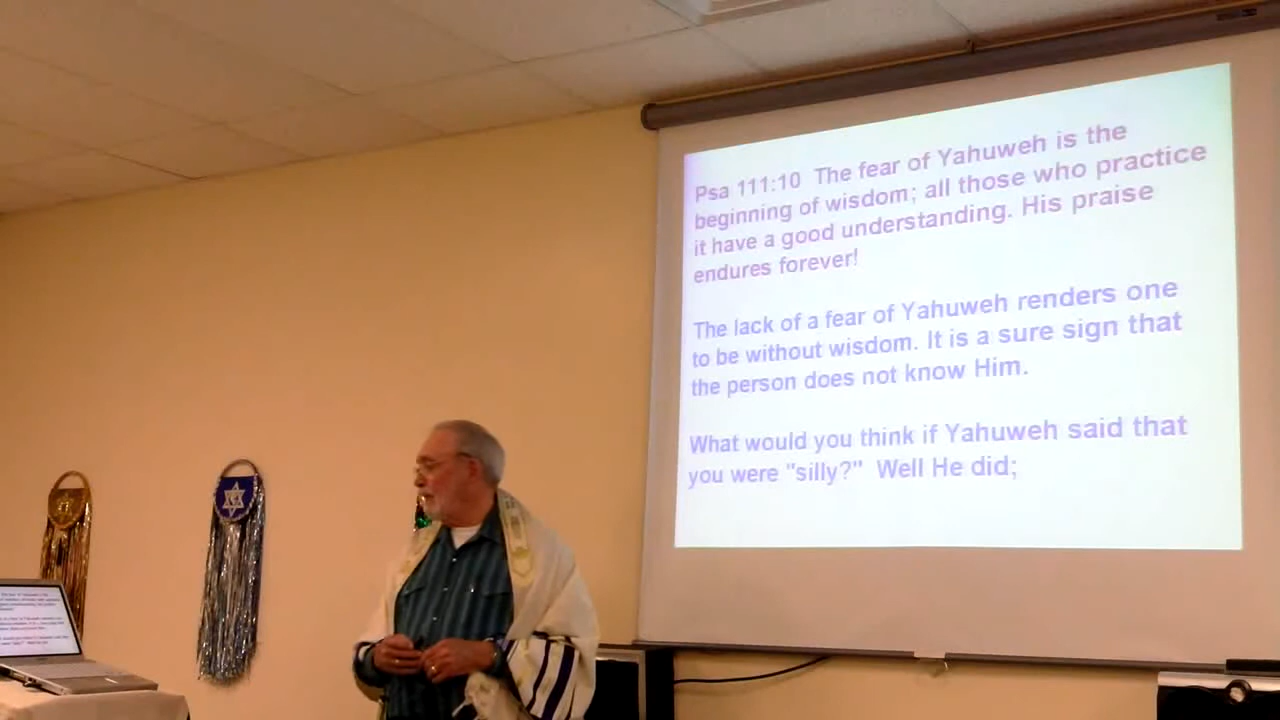 Psa 111:10 The fear of Yahuweh is the
beginning of wisdom; all those who practice
it have a good understanding. His praise
endures forever!
The lack of a fear of Yahuweh renders one
to be without wisdom. It is a sure sign that
the person does not know Him.
What would you think if Yahuweh said that
you were "silly?" Well He did;